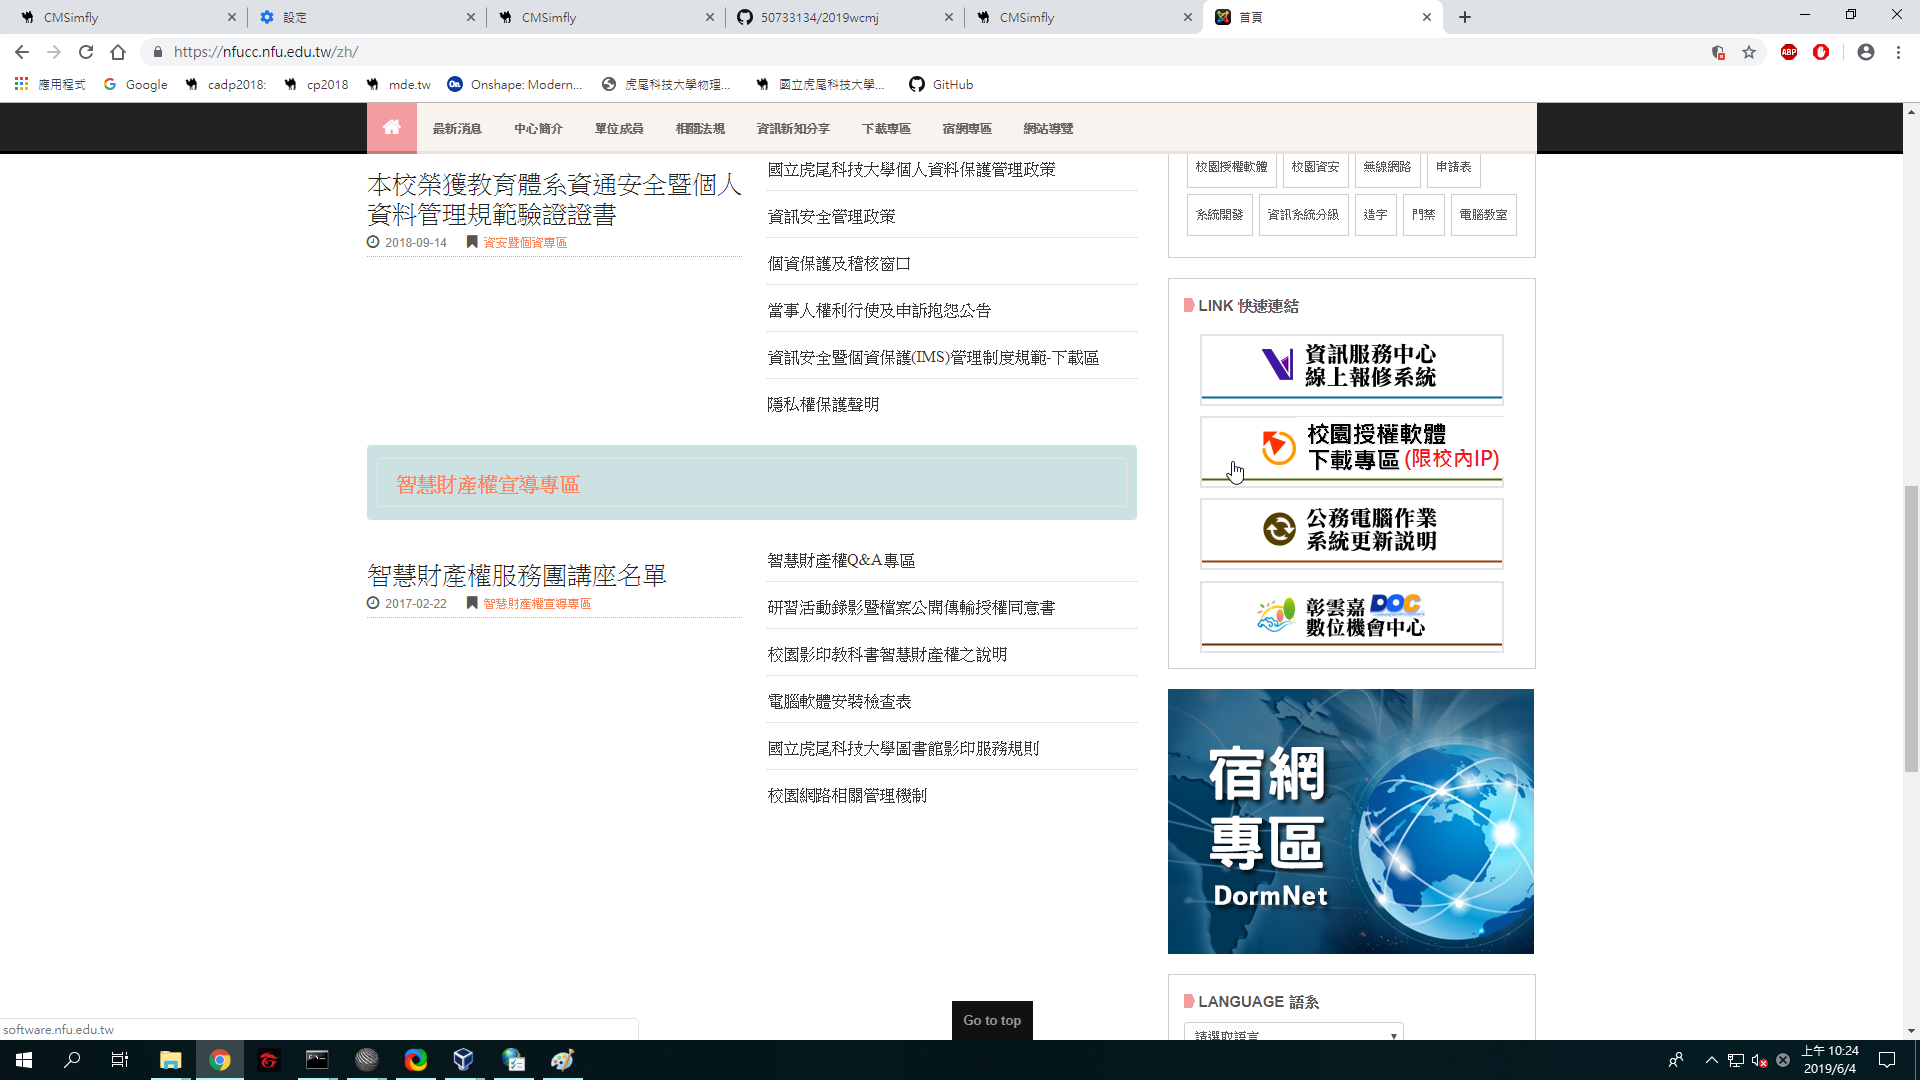 CMSimfly
設定
CMSimfly
50733134/2019wcmj
CMSimfly
首頁
https://nfucc.nfu.edu.tw/zh/
ABP
應用程式
Google
cadp2018:
cp2018
mde.tw
On
Onshape: Modern...
虎尾科技大學物理...
國立虎尾科技大學...
GitHub
最新消息
中心簡介
單位成員
相關法規
資訊新知分享
下載專區
宿網專區
網站導覽
本校榮獲教育體系資通安全暨個人
資料管理規範驗證證書
2018-09-14
資安暨個資專區
國立虎尾科技大學個人資料保護管理政策
資訊安全管理政策
個資保護及稽核窗口
當事人權利行使及申訴抱怨公告
資訊安全暨個資保護(IMS)管理制度規範-下載區
隱私權保護聲明
智慧財產權宣導專區
智慧財產權服務團講座名單
2017-02-22
智慧財產權宣導專區
智慧財產權Q&A專區
研習活動錄影暨檔案公開傳輸授權同意書
校園影印教科書智慧財產權之說明
電腦軟體安裝檢查表
國立虎尾科技大學圖書館影印服務規則
校園網路相關管理機制
校園授權軟體
校園資安
無線網路
申請表
系統開發
資訊系統分級
造字
門禁
電腦教室
LINK 快速連結
資訊服務中心
線上報修系統
校園授權軟體
下載專區(限校內IP)
公務電腦作業
系統更新說明
彰雲嘉 DOC
數位機會中心
宿網
專區
DormNet
LANGUAGE 語系
請選取語言
Go to top
software.nfu.edu.tw
上午 10:24
2019/6/4